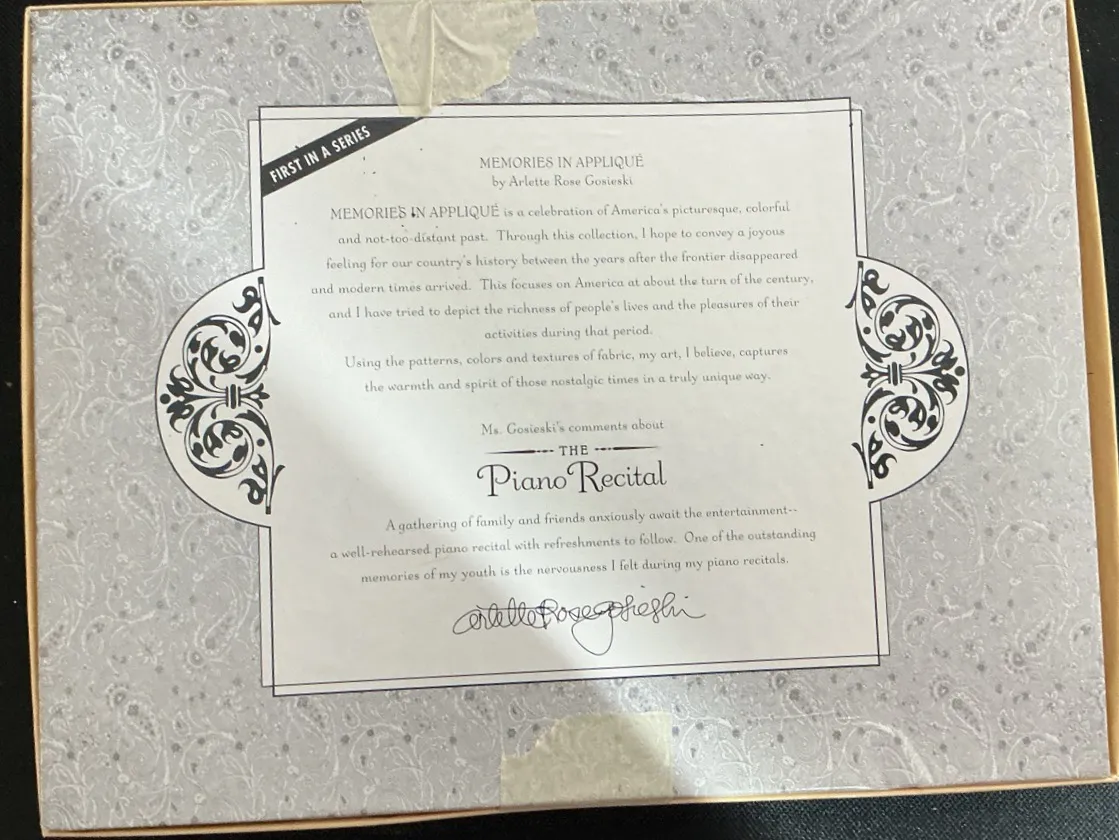 FIRST IN A SERIES
MEMORIES IN APPLIQUÉ
by Arlette Rose Gosieski
MEMORIES IN APPLIQUÉ is a celebration of America's picturesque, colorful
and not-too-distant past. Through this collection, I hope to convey a joyous
feeling for our country's history between the years after the frontier disappeared
and modern times arrived. This focuses on America at about the turn of the century,
and I have tried to depict the richness of people's lives and the pleasures of their
activities during that period.
Using the patterns, colors and textures of fabric, my art, I believe, captures
the warmth and spirit of those nostalgic times in a truly unique way.
Ms. Gosieski's comments about
THE
Piano Recital
A gathering of family and friends anxiously await the entertainment--
a well-rehearsed piano recital with refreshments to follow. One of the outstanding
memories of my youth is the nervousness I felt during my piano recitals.
Arlette Rose Gosieski